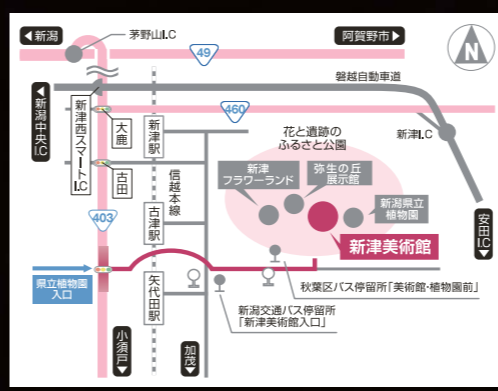 ◀新潟
茅野山I.C
49
阿賀野市▶
N
磐越自動車道
◀新潟中央I.C
新津西スマートI.C
大鹿
新津駅
460
新津I.C
花と遺跡の
ふるさと公園
古田
信越本線
新津
フラワーランド
弥生の丘
展示館
新潟県立
植物園
403
古津駅
新津美術館
安田I.C▶
県立植物園
入口
矢代田駅
秋葉区バス停留所「美術館・植物園前」
新潟交通バス停留所
「新津美術館入口」
小須戸▶
加茂▶